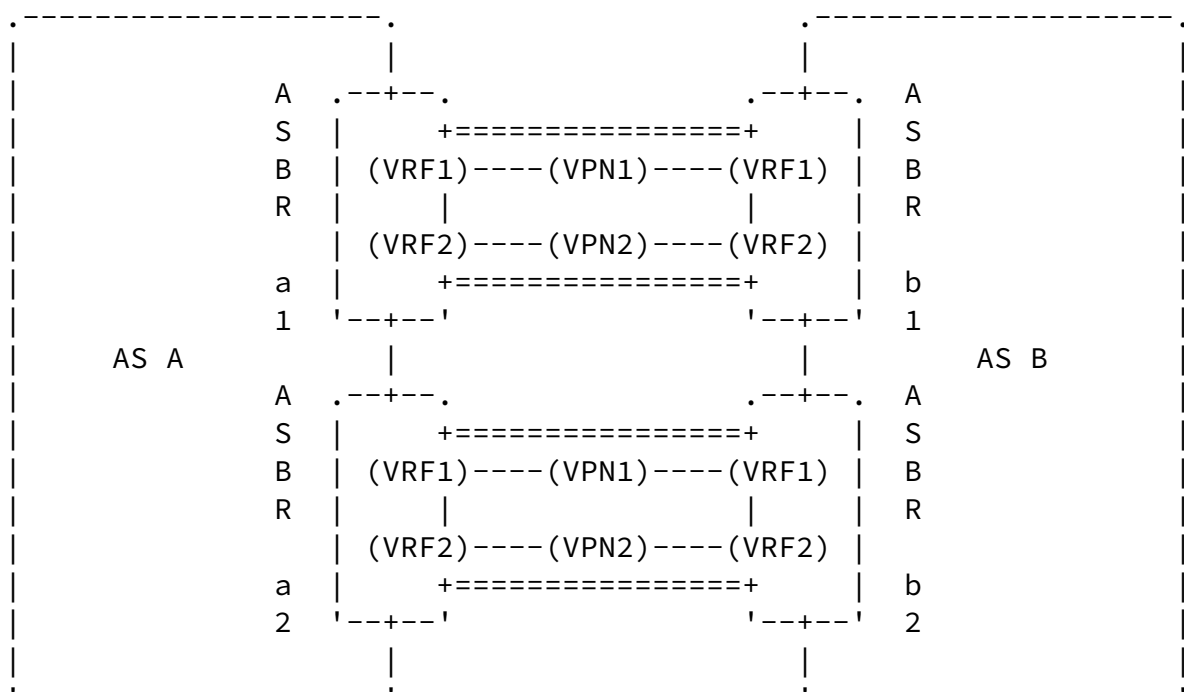 A A
S S
B (VRF1)----(VPN1)----(VRF1) B
R R
(VRF2)----(VPN2)----(VRF2)
a b
1 1
AS A AS B
A A
S S
B (VRF1)----(VPN1)----(VRF1) B
R R
(VRF2)----(VPN2)----(VRF2)
a b
2 2